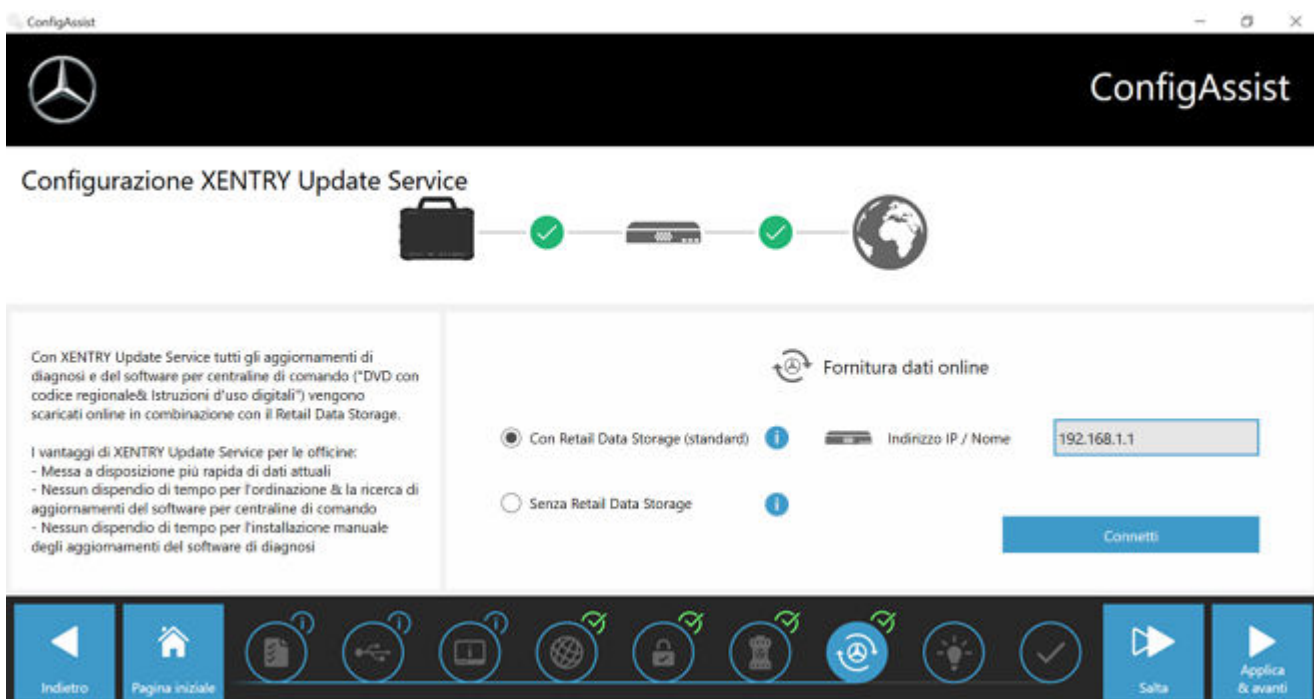 ConfigAssist
ConfigAssist
Configurazione XENTRY Update Service
Con XENTRY Update Service tutti gli aggiornamenti di
diagnosi e del software per centraline di comando ("DVD con
codice regionale& Istruzioni d'uso digitali") vengono
scaricati online in combinazione con il Retail Data Storage.
I vantaggi di XENTRY Update Service per le officine:
- Messa a disposizione più rapida di dati attuali
- Nessun dispendio di tempo per l'ordinazione & la ricerca di
aggiornamenti del software per centraline di comando
- Nessun dispendio di tempo per l'installazione manuale
degli aggiornamenti del software di diagnosi
Fornitura dati online
Con Retail Data Storage (standard)
Indirizzo IP / Nome
192.168.1.1
Senza Retail Data Storage
Connetti
Indietro
Pagina iniziale
Salta
Applica
& avanti